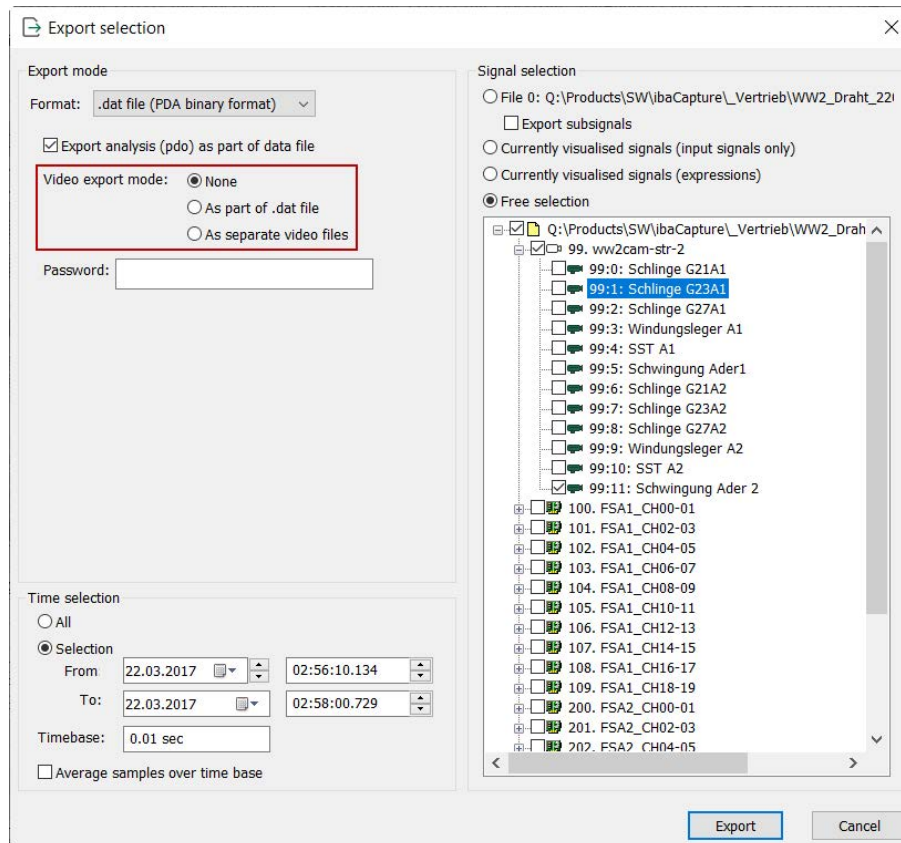 Export selection
Export mode
Format: .dat file (PDA binary format)
Export analysis (pdo) as part of data file
Video export mode: None
As part of .dat file
As separate video files
Password:
Time selection
All
Selection
From 22.03.2017 02:56:10.134
To: 22.03.2017 02:58:00.729
Timebase: 0.01 sec
Average samples over time base
Signal selection
File 0: Q:\Products\SW\ibaCapture\_Vertrieb\WW2_Draht_22
Export subsignals
Currently visualised signals (input signals only)
Currently visualised signals (expressions)
Free selection
Q:\Products\SW\ibaCapture\_Vertrieb\WW2_Drah
99. ww2cam-str-2
99:0: Schlinge G21A1
99:1: Schlinge G23A1
99:2: Schlinge G27A1
99:3: Windungsleger A1
99:4: SST A1
99:5: Schwingung Ader1
99:6: Schlinge G21A2
99:7: Schlinge G23A2
99:8: Schlinge G27A2
99:9: Windungsleger A2
99:10: SST A2
99:11: Schwingung Ader 2
100. FSA1_CH00-01
101. FSA1_CH02-03
102. FSA1_CH04-05
103. FSA1_CH06-07
104. FSA1_CH08-09
105. FSA1_CH10-11
106. FSA1_CH12-13
107. FSA1_CH14-15
108. FSA1_CH16-17
109. FSA1_CH18-19
200. FSA2_CH00-01
201. FSA2_CH02-03
202. FSA2_CH04-05
Export
Cancel